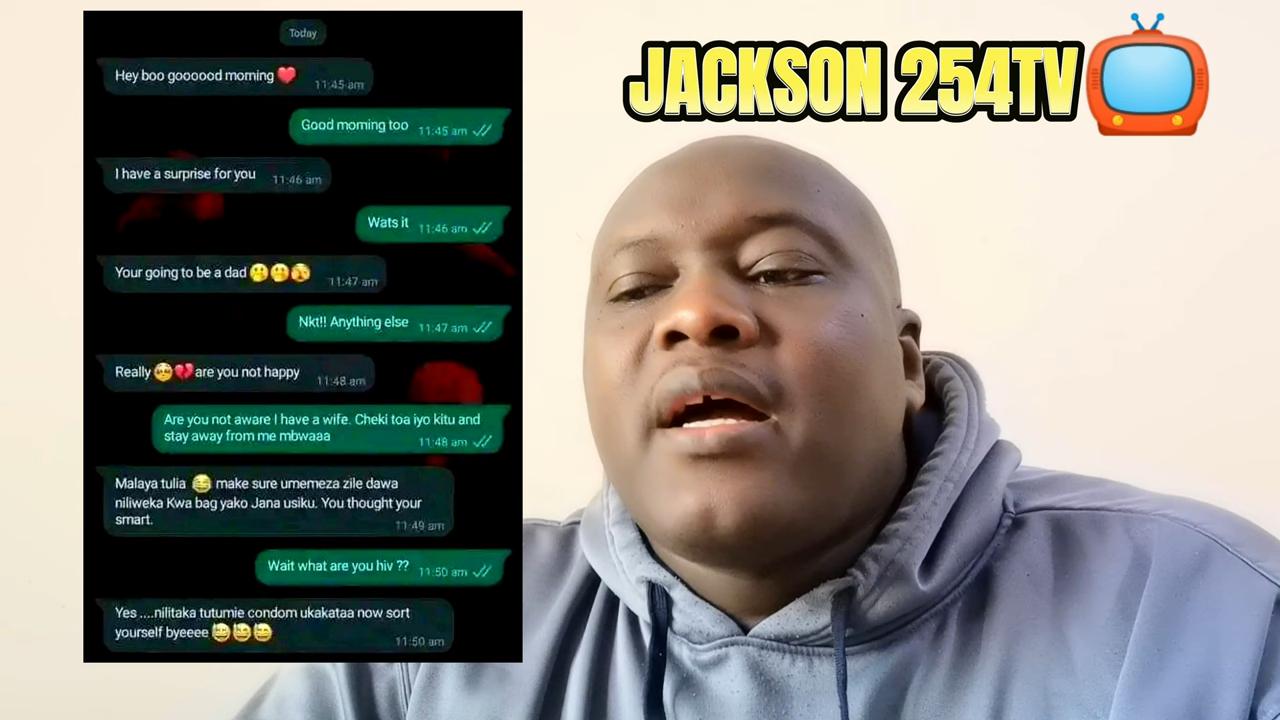 JACKSON 254TV
Today
Hey boo goooood morning ❤️ 11:45 am
Good morning too 11:45 am
I have a surprise for you 11:46 am
Wats it 11:46 am
Your going to be a dad 11:47 am
Nkt!! Anything else 11:47 am
Really 🥹💔 are you not happy 11:48 am
Are you not aware I have a wife. Cheki toa iyo kitu and
stay away from me mbwaaa
11:48 am
Malaya tulia 😂 make sure umemeza zile dawa
niliweka Kwa bag yako Jana usiku. You thought your
smart.
11:49 am
Wait what are you hiv ?? 11:50 am
Yes ....nilitaka tutumie condom ukakataa now sort
yourself byeeee 😅😅😅
11:50 am